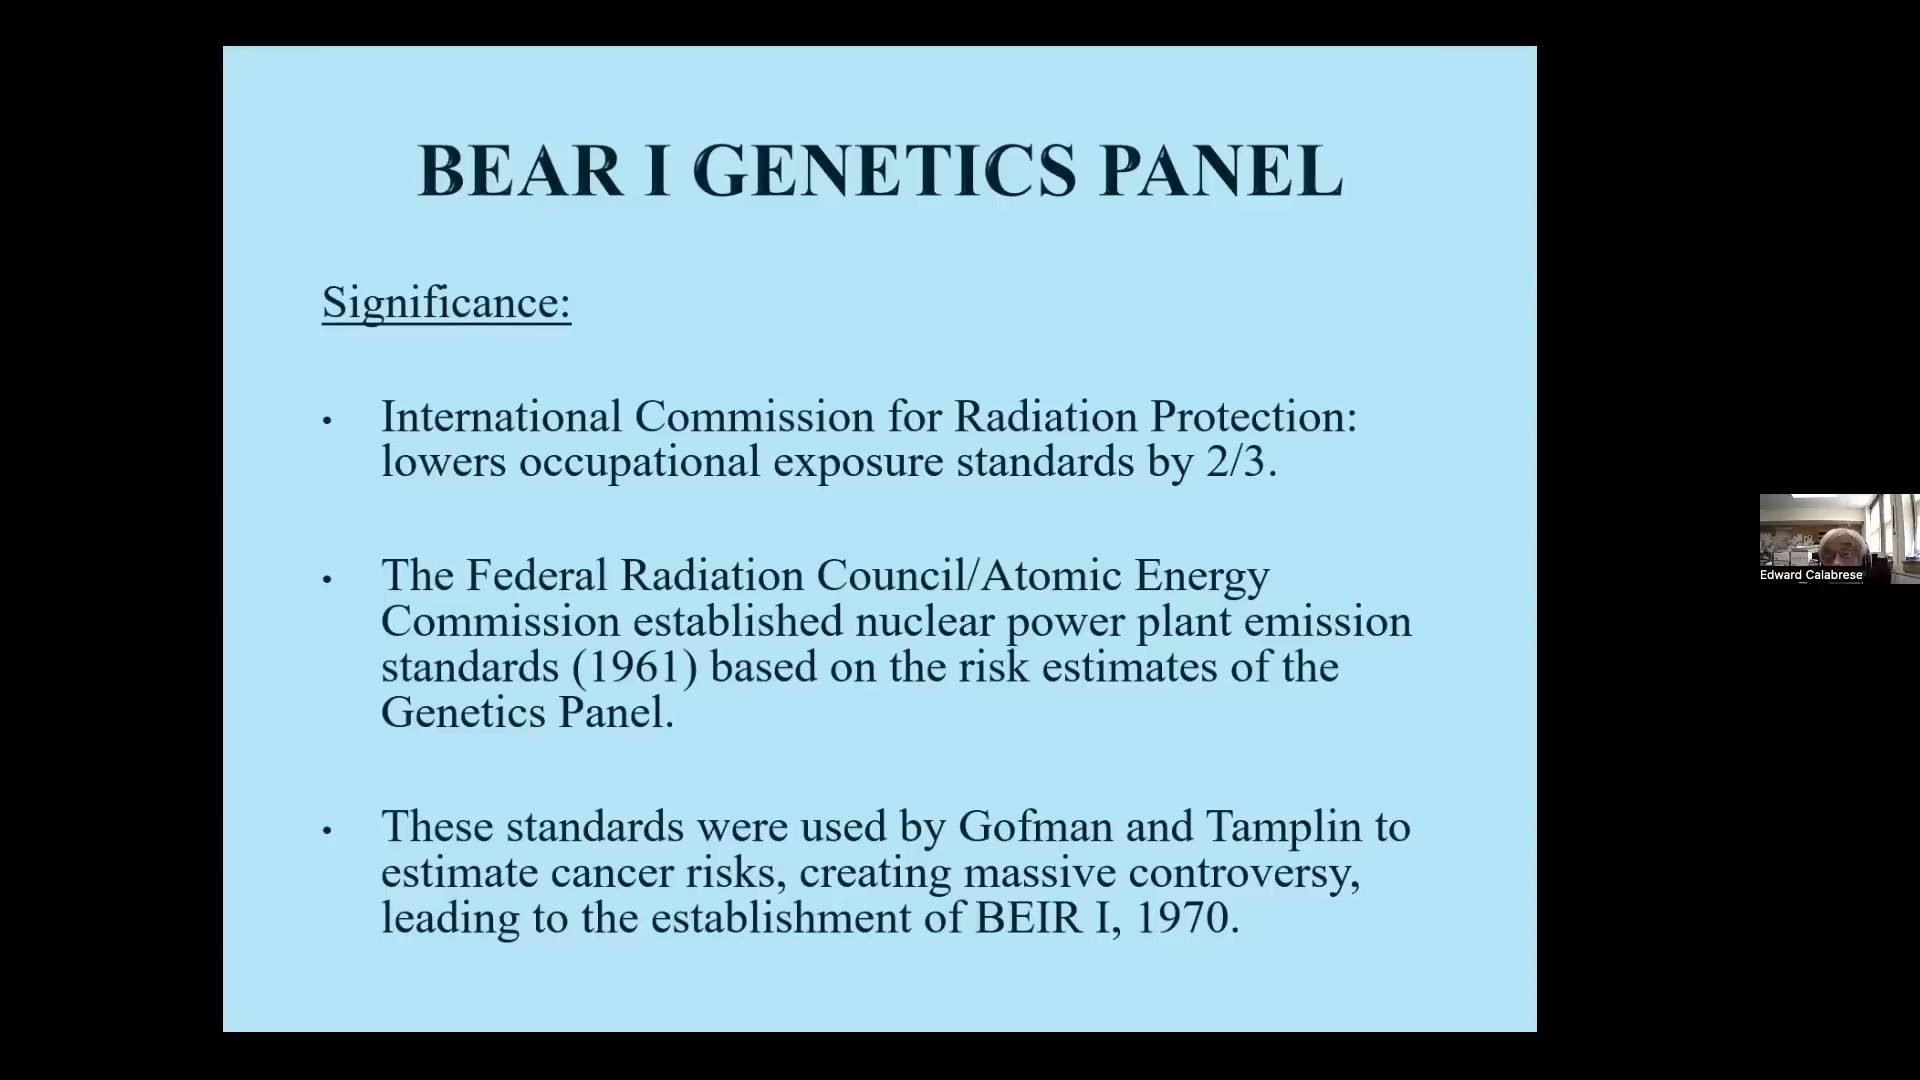 BEAR I GENETICS PANEL
Significance:
• International Commission for Radiation Protection:
lowers occupational exposure standards by 2/3.
• The Federal Radiation Council/Atomic Energy
Commission established nuclear power plant emission
standards (1961) based on the risk estimates of the
Genetics Panel.
• These standards were used by Gofman and Tamplin to
estimate cancer risks, creating massive controversy,
leading to the establishment of BEIR I, 1970.
Edward Calabrese